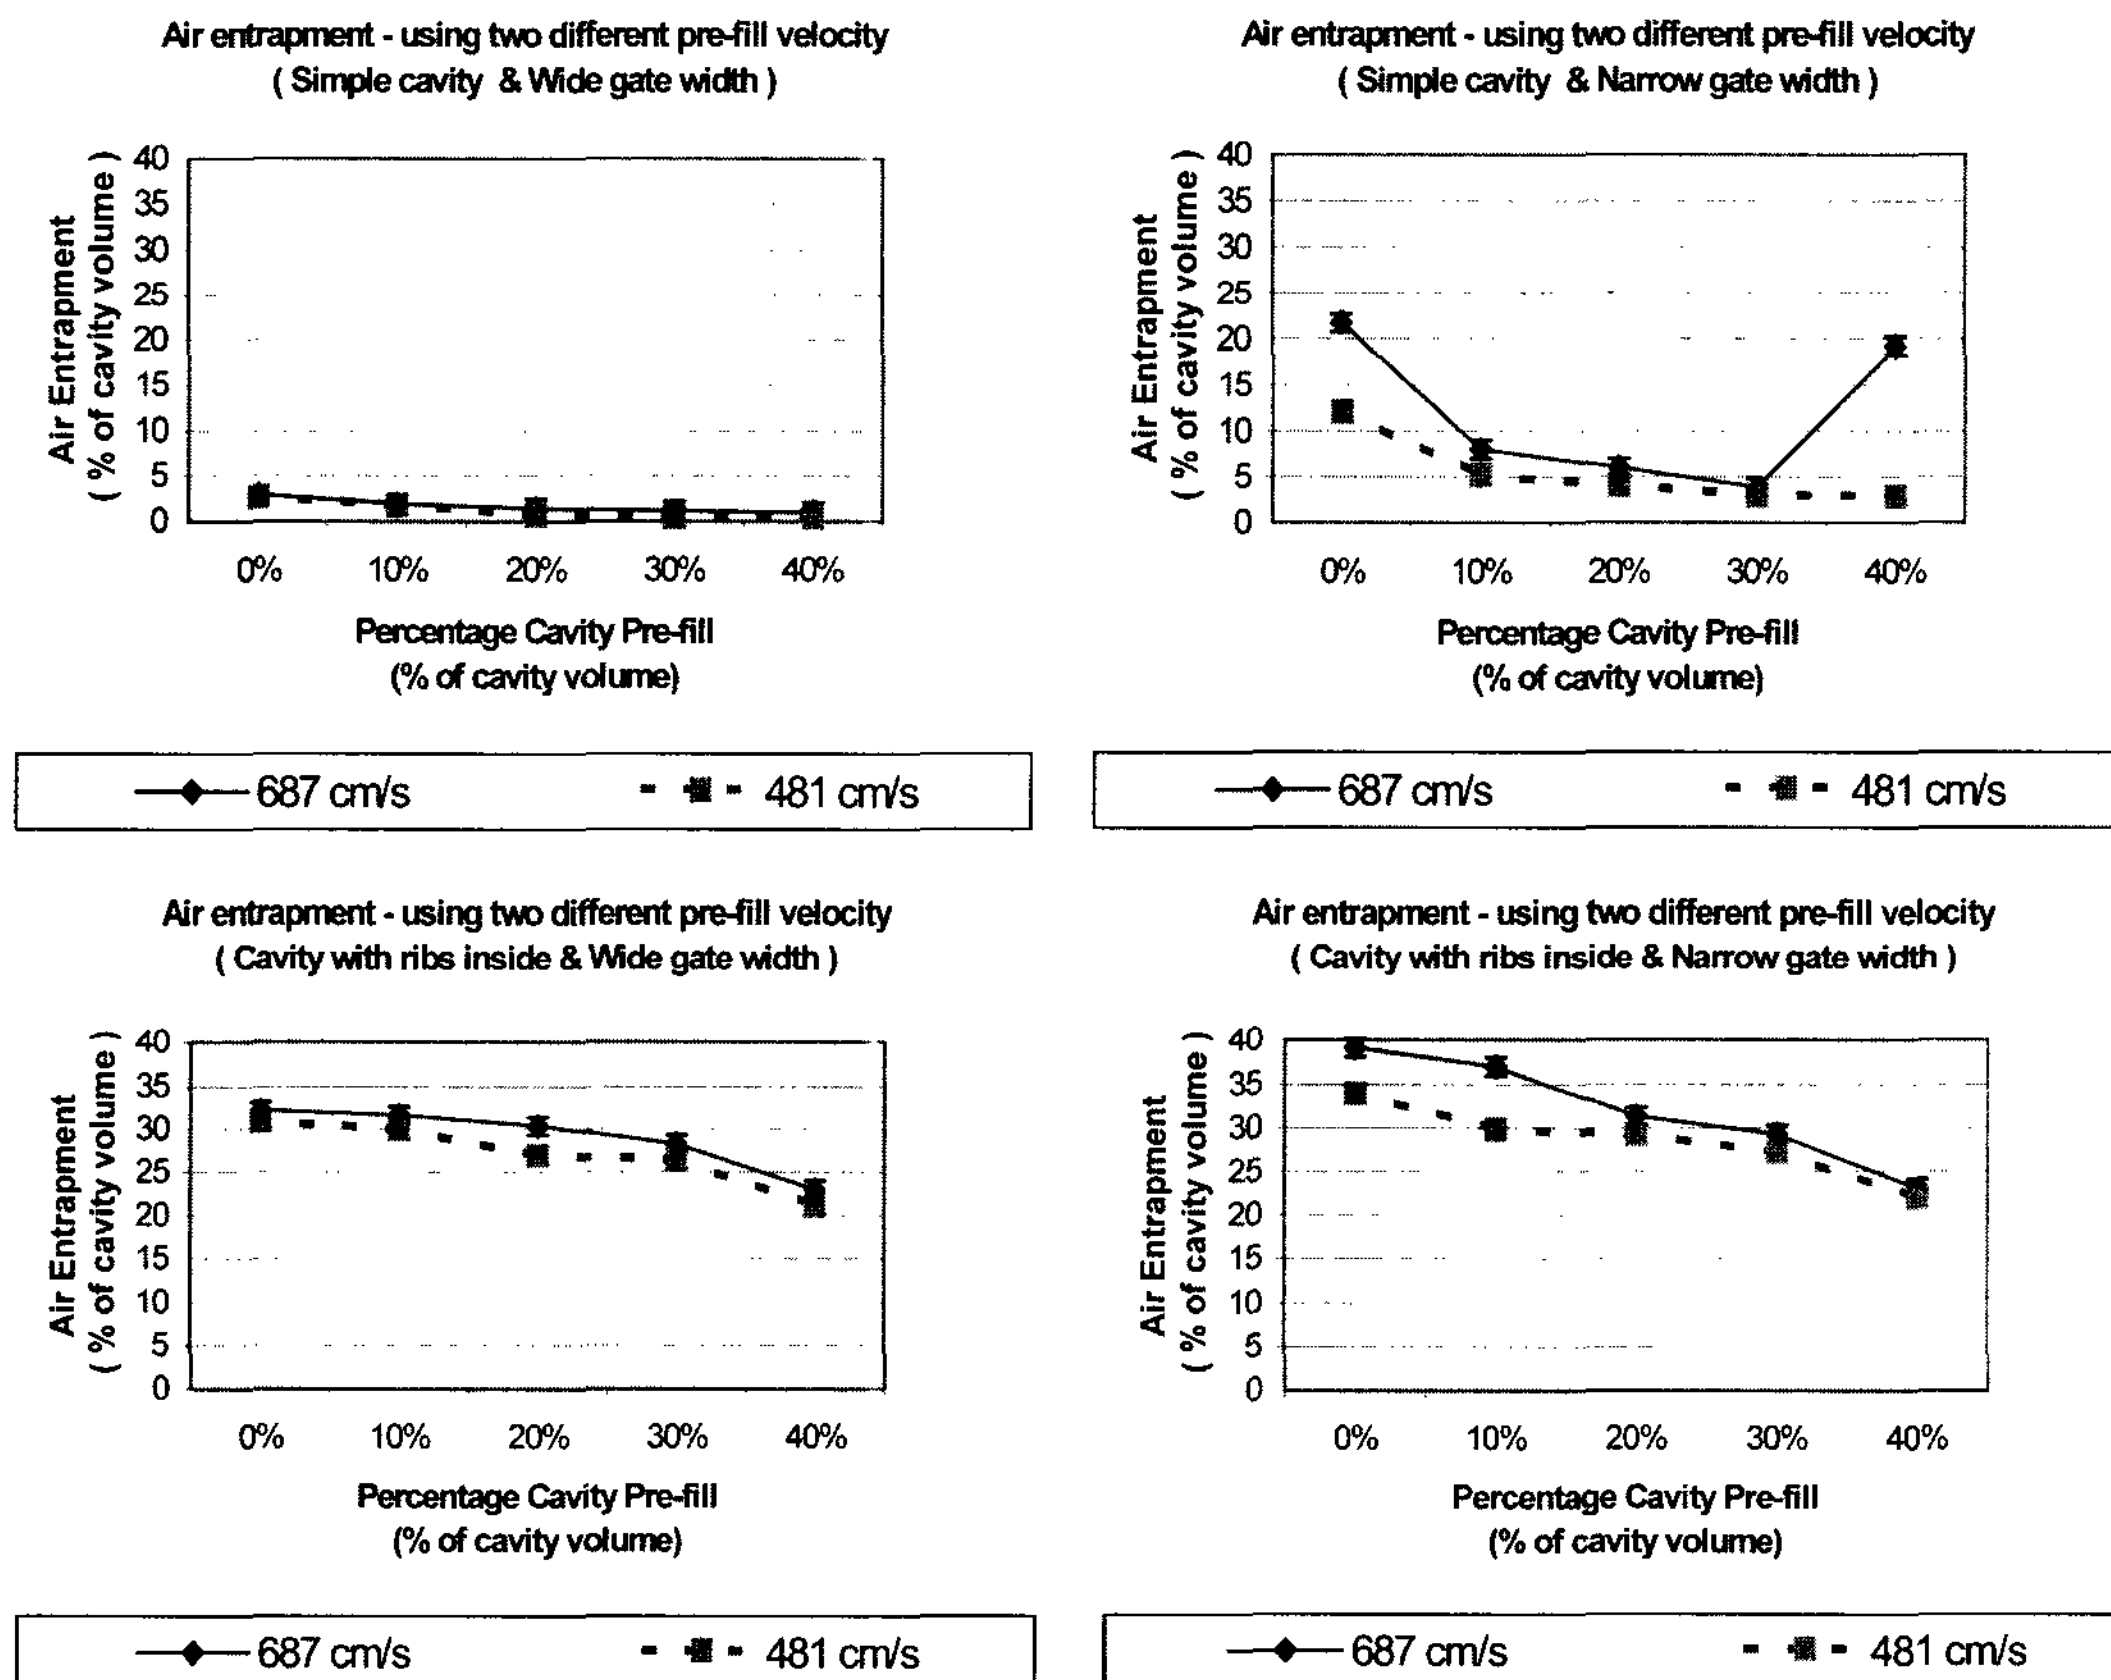 Air entrapment - using two different pre-fill velocity
( Simple cavity & Wide gate width )
Air Entrapment
( % of cavity volume )
40
35
30
25
20
15
10
5
0
0% 10% 20% 30% 40%
Percentage Cavity Pre-fill
(% of cavity volume)
687 cm/s 481 cm/s
Air entrapment - using two different pre-fill velocity
( Simple cavity & Narrow gate width )
Air Entrapment
( % of cavity volume )
40
35
30
25
20
15
10
5
0
0% 10% 20% 30% 40%
Percentage Cavity Pre-fill
(% of cavity volume)
687 cm/s 481 cm/s
Air entrapment - using two different pre-fill velocity
( Cavity with ribs inside & Wide gate width )
Air Entrapment
( % of cavity volume )
40
35
30
25
20
15
10
5
0
0% 10% 20% 30% 40%
Percentage Cavity Pre-fill
(% of cavity volume)
687 cm/s 481 cm/s
Air entrapment - using two different pre-fill velocity
( Cavity with ribs inside & Narrow gate width )
Air Entrapment
( % of cavity volume )
40
35
30
25
20
15
10
5
0
0% 10% 20% 30% 40%
Percentage Cavity Pre-fill
(% of cavity volume)
687 cm/s 481 cm/s